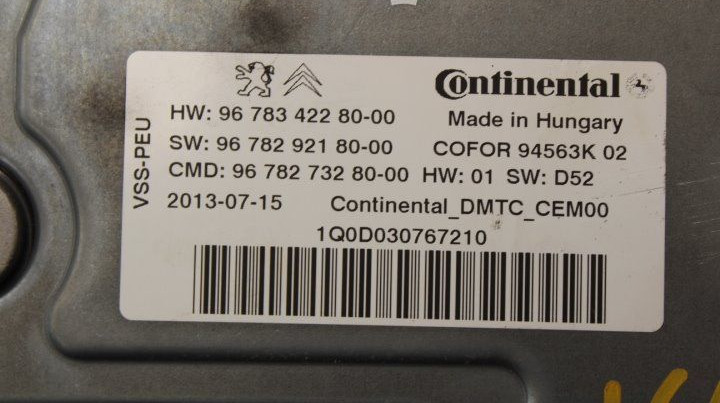 Continental
HW: 96 783 422 80-00
Made in Hungary
SW: 96 782 921 80-00
COFOR 94563K 02
CMD: 96 782 732 80-00 HW: 01 SW: D52
2013-07-15 Continental_DMTC_CEM00
1Q0D030767210
VSS-PEU